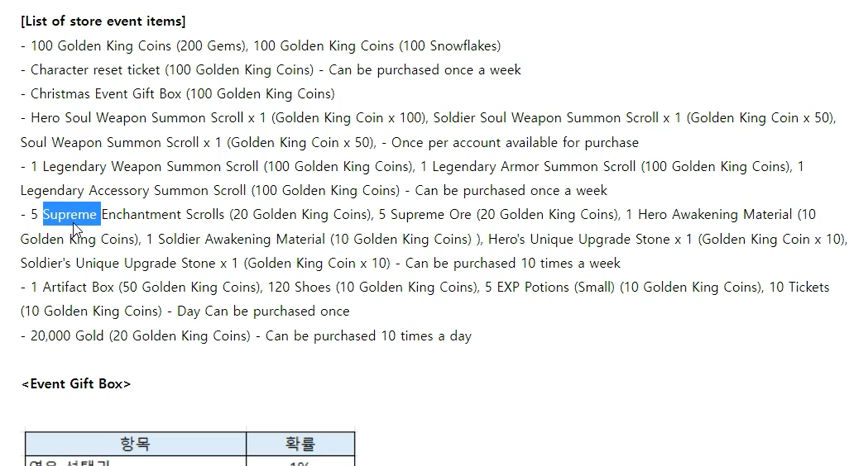 [List of store event items]
- 100 Golden King Coins (200 Gems), 100 Golden King Coins (100 Snowflakes)
- Character reset ticket (100 Golden King Coins) - Can be purchased once a week
- Christmas Event Gift Box (100 Golden King Coins)
- Hero Soul Weapon Summon Scroll x 1 (Golden King Coin x 100), Soldier Soul Weapon Summon Scroll x 1 (Golden King Coin x 50),
Soul Weapon Summon Scroll x 1 (Golden King Coin x 50), - Once per account available for purchase
- 1 Legendary Weapon Summon Scroll (100 Golden King Coins), 1 Legendary Armor Summon Scroll (100 Golden King Coins), 1
Legendary Accessory Summon Scroll (100 Golden King Coins) - Can be purchased once a week
- 5 Supreme Enchantment Scrolls (20 Golden King Coins), 5 Supreme Ore (20 Golden King Coins), 1 Hero Awakening Material (10
Golden King Coins), 1 Soldier Awakening Material (10 Golden King Coins) ), Hero's Unique Upgrade Stone x 1 (Golden King Coin x 10),
Soldier's Unique Upgrade Stone x 1 (Golden King Coin x 10) - Can be purchased 10 times a week
- 1 Artifact Box (50 Golden King Coins), 120 Shoes (10 Golden King Coins), 5 EXP Potions (Small) (10 Golden King Coins), 10 Tickets
(10 Golden King Coins) - Day Can be purchased once
- 20,000 Gold (20 Golden King Coins) - Can be purchased 10 times a day
<Event Gift Box>
항목 확률